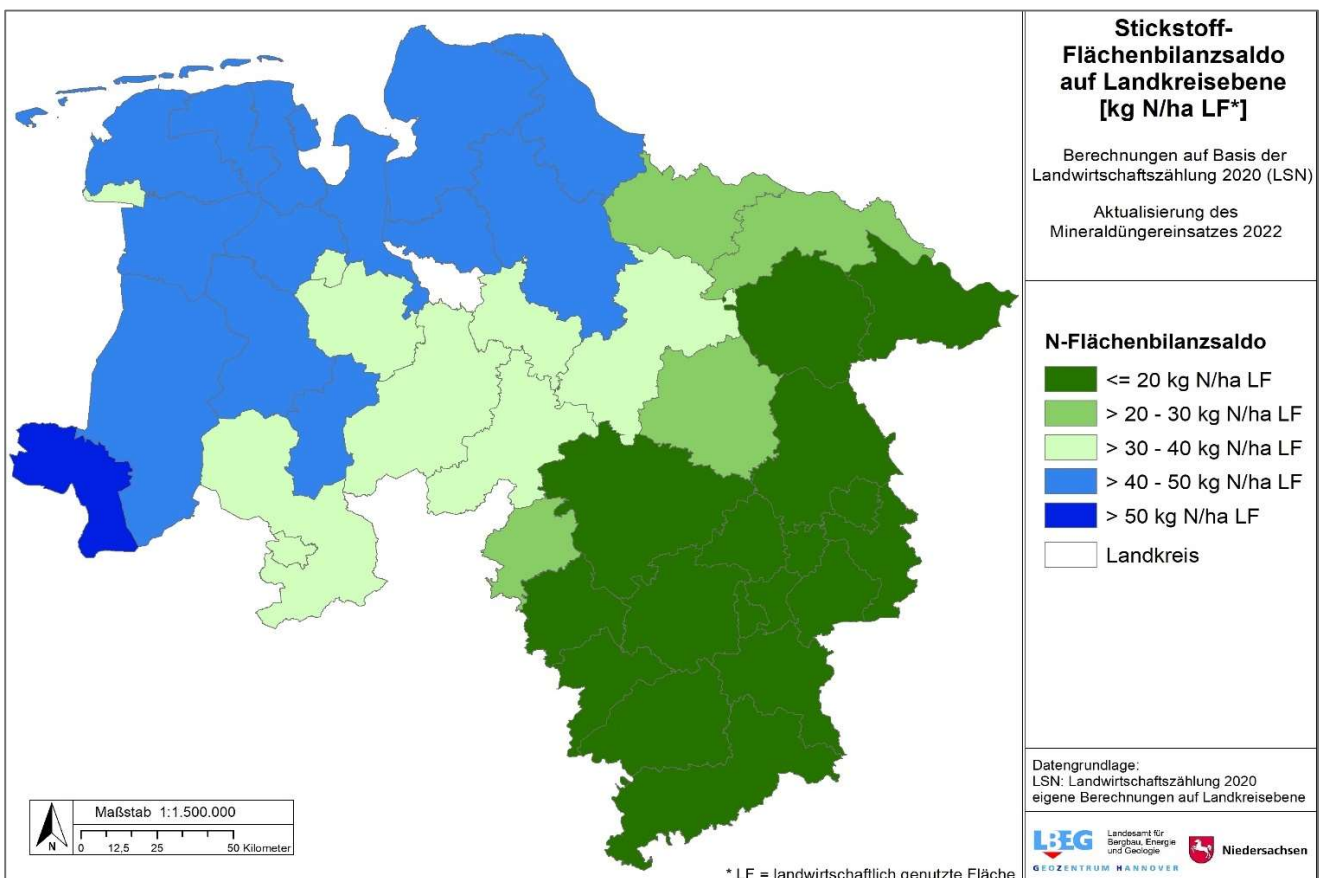 Stickstoff-
Flächenbilanzsaldo
auf Landkreisebene
[kg N/ha LF*]
Berechnungen auf Basis der
Landwirtschaftszählung 2020 (LSN)
Aktualisierung des
Mineraldüngereinsatzes 2022
N-Flächenbilanzsaldo
<= 20 kg N/ha LF
> 20 - 30 kg N/ha LF
> 30 - 40 kg N/ha LF
> 40 - 50 kg N/ha LF
> 50 kg N/ha LF
Landkreis
Datengrundlage:
LSN: Landwirtschaftszählung 2020
eigene Berechnungen auf Landkreisebene
LBEG
Landesamt für
Bergbau, Energie
und Geologie
GEOZENTRUM HANNOVER
Niedersachsen
N
Maßstab 1:1.500.000
0 12,5 25 50 Kilometer
* LF = landwirtschaftlich genutzte Fläche